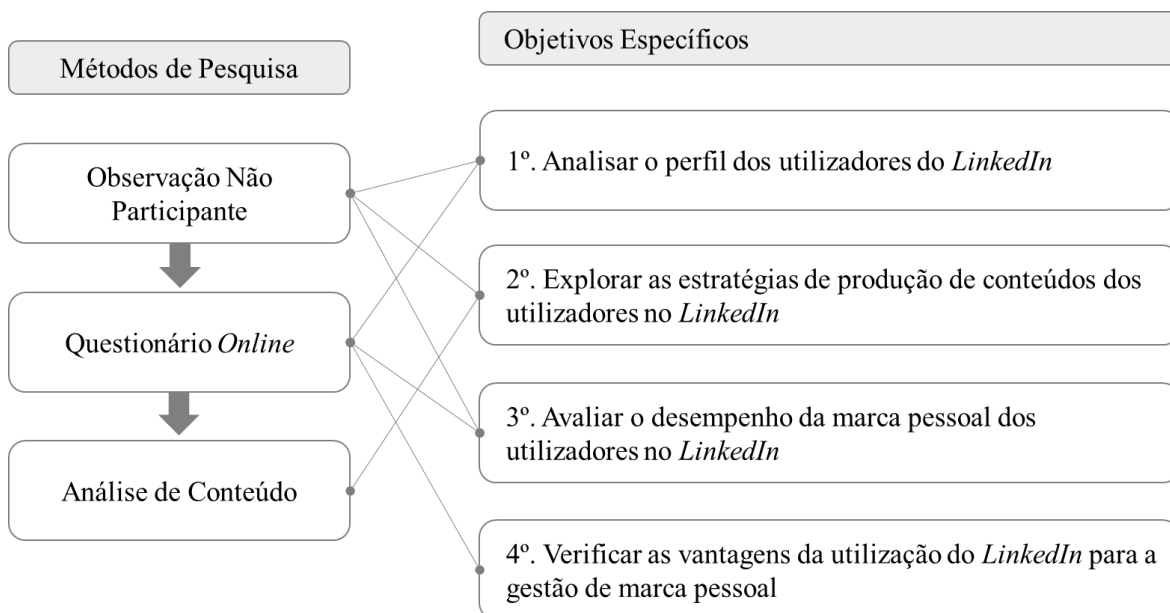 Métodos de Pesquisa
Observação Não
Participante
Questionário Online
Análise de Conteúdo
Objetivos Específicos
1º. Analisar o perfil dos utilizadores do LinkedIn
2º. Explorar as estratégias de produção de conteúdos dos
utilizadores no LinkedIn
3º. Avaliar o desempenho da marca pessoal dos
utilizadores no LinkedIn
4º. Verificar as vantagens da utilização do LinkedIn para a
gestão de marca pessoal